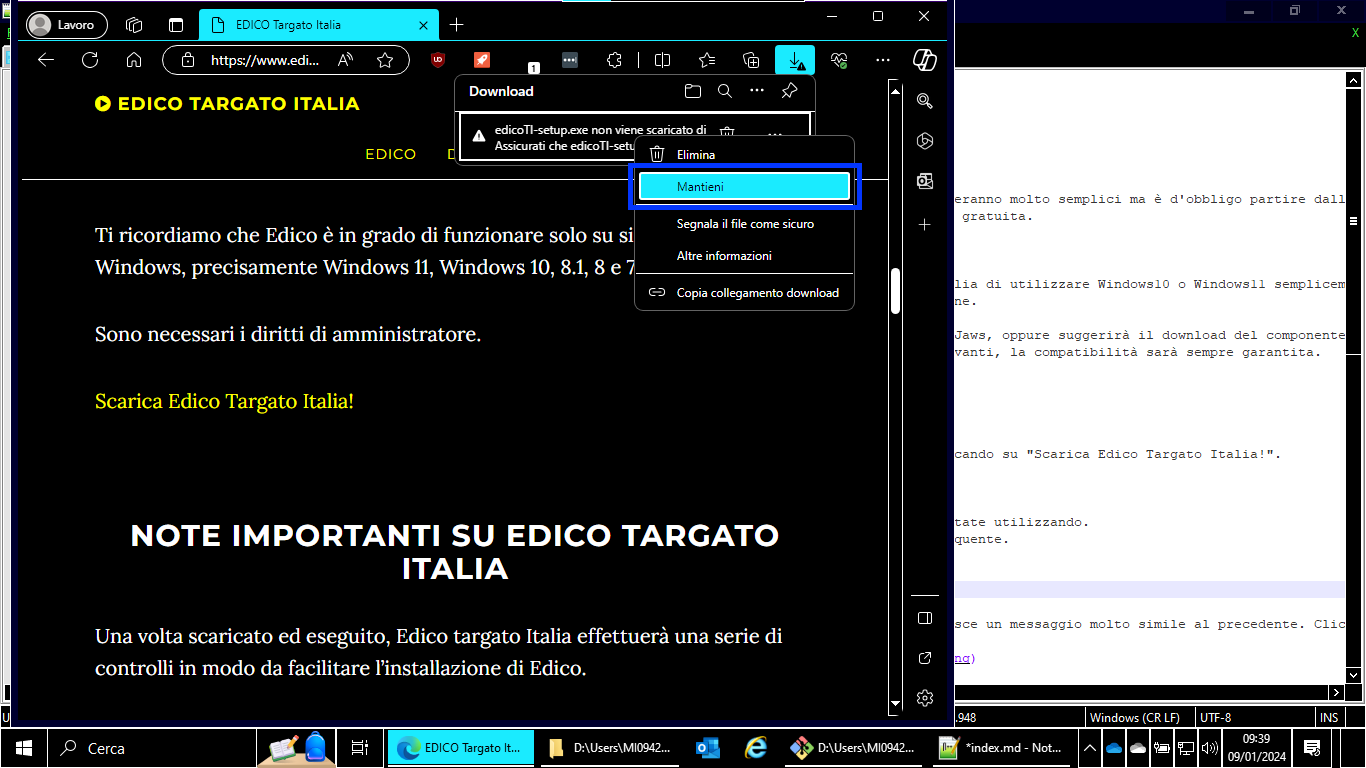 Lavoro
EDICO Targato Italia
https://www.edi...
1
EDICO TARGATO ITALIA
EDICO
Download
edicoTI-setup.exe non viene scaricato di
Assicurati che edicoTI-setu
Elimina
Mantieni
Segnala il file come sicuro
Altre informazioni
Copia collegamento download
Ti ricordiamo che Edico è in grado di funzionare solo su si
Windows, precisamente Windows 11, Windows 10, 8.1, 8 e 7
Sono necessari i diritti di amministratore.
Scarica Edico Targato Italia!
NOTE IMPORTANTI SU EDICO TARGATO
ITALIA
Una volta scaricato ed eseguito, Edico targato Italia effettuerà una serie di
controlli in modo da facilitare l’installazione di Edico.
X
eranno molto semplici ma è d'obbligo partire dall
gratuita.
lia di utilizzare Windows10 o Windows11 semplicem
ne.
Jaws, oppure suggerirà il download del componente
vanti, la compatibilità sarà sempre garantita.
cando su "Scarica Edico Targato Italia!".
tate utilizzando.
quente.
sce un messaggio molto simile al precedente. Clic
ng)
.948
Windows (CR LF)
UTF-8
INS
Cerca
EDICO Targato It...
D:\Users\MI0942...
D:\Users\MI0942...
*index.md - Not...
09:39
09/01/2024